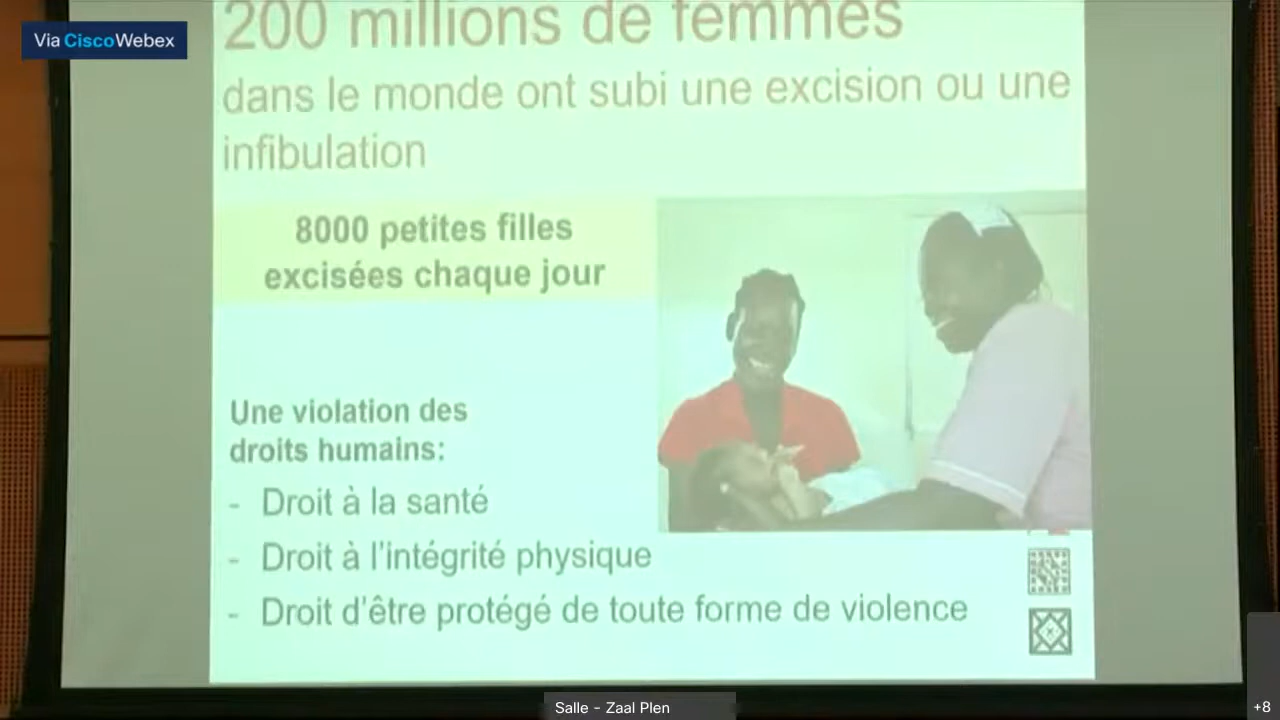 Via Cisco Webex
200 millions de femmes
dans le monde ont subi une excision ou une
infibulation
8000 petites filles
excisées chaque jour
Une violation des
droits humains:
- Droit à la santé
- Droit à l'intégrité physique
- Droit d'être protégé de toute forme de violence
Salle - Zaal Plen
+8